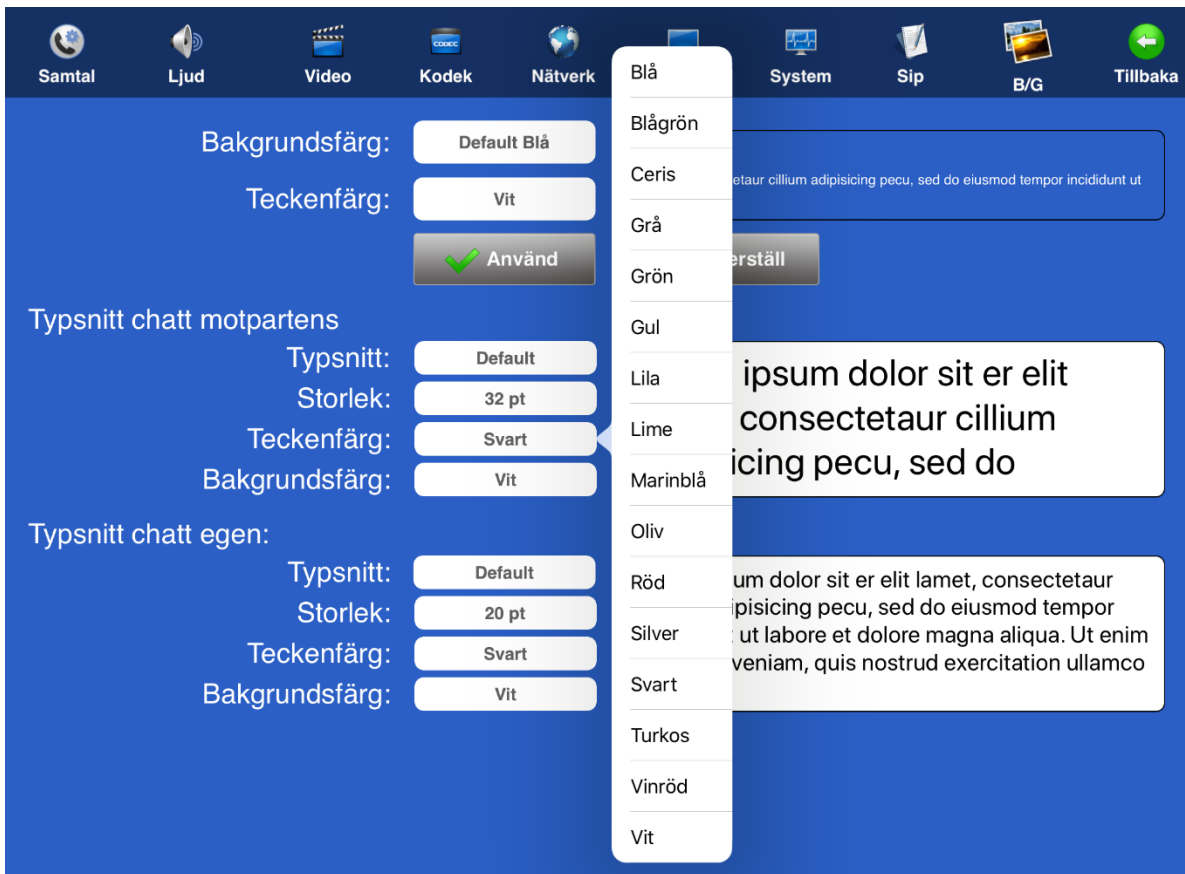 Samtal
Ljud
Video
CODEC
Kodek
Nätverk
System
Sip
B/G
Tillbaka
Bakgrundsfärg:
Default Blå
Teckenfärg:
Vit
cillium adipisicing pecu, sed do eiusmod tempor incididunt ut
Använd
Typsnitt chatt motpartens
Typsnitt:
Default
Storlek:
32 pt
Teckenfärg:
Svart
Bakgrundsfärg:
Vit
ipsum dolor sit er elit
consectetaur cillium
pecu, sed do
Typsnitt chatt egen:
Typsnitt:
Default
Storlek:
20 pt
Teckenfärg:
Svart
Bakgrundsfärg:
Vit
dolor sit er elit lamet, consectetaur
pecu, sed do eiusmod tempor
ut labore et dolore magna aliqua. Ut enim
veniam, quis nostrud exercitation ullamco
Blå
Blågrön
Ceris
Grå
Grön
Gul
Lila
Lime
Marinblå
Oliv
Röd
Silver
Svart
Turkos
Vinröd
Vit